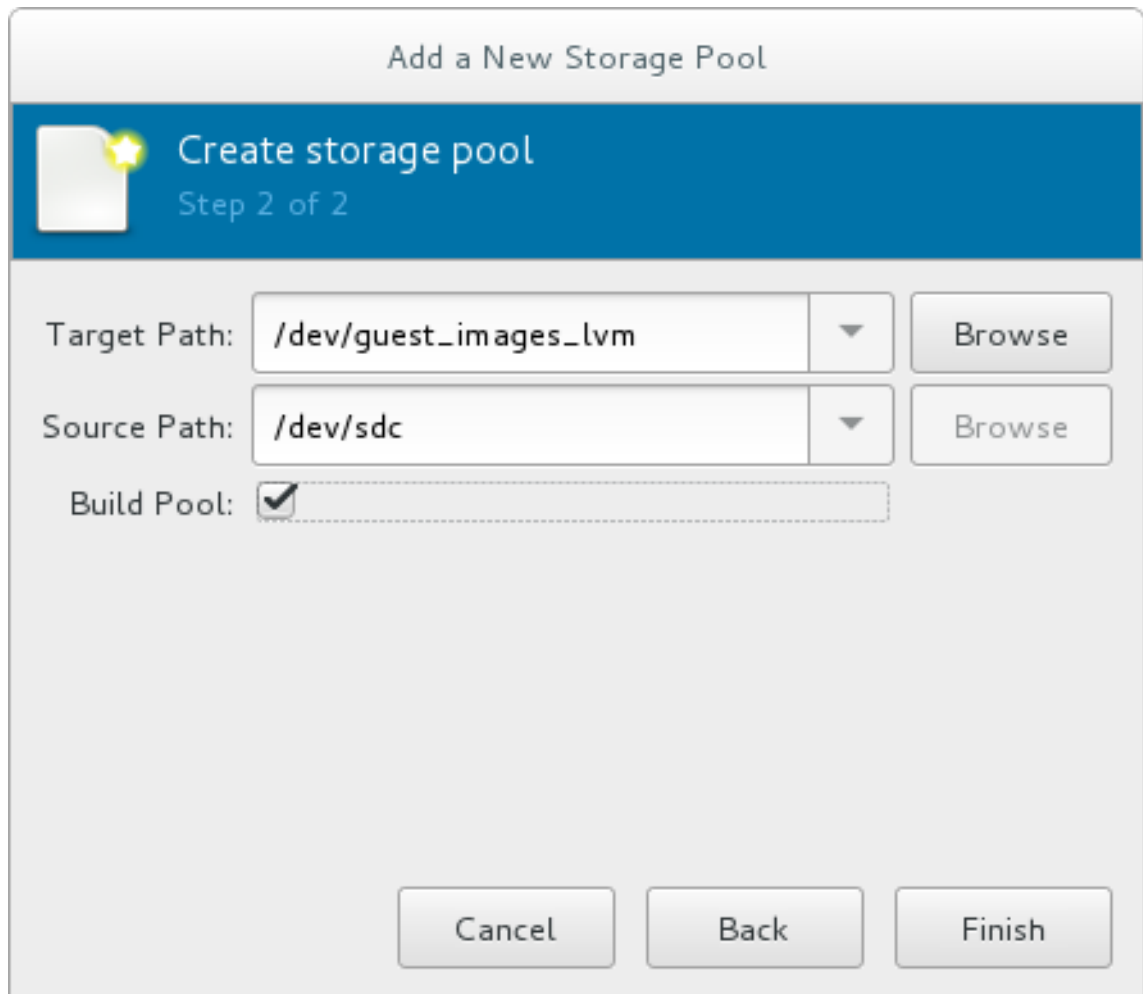 Add a New Storage Pool
Create storage pool
Step 2 of 2
Target Path: /dev/guest_images_lvm Browse
Source Path: /dev/sdc Browse
Build Pool:
Cancel Back Finish